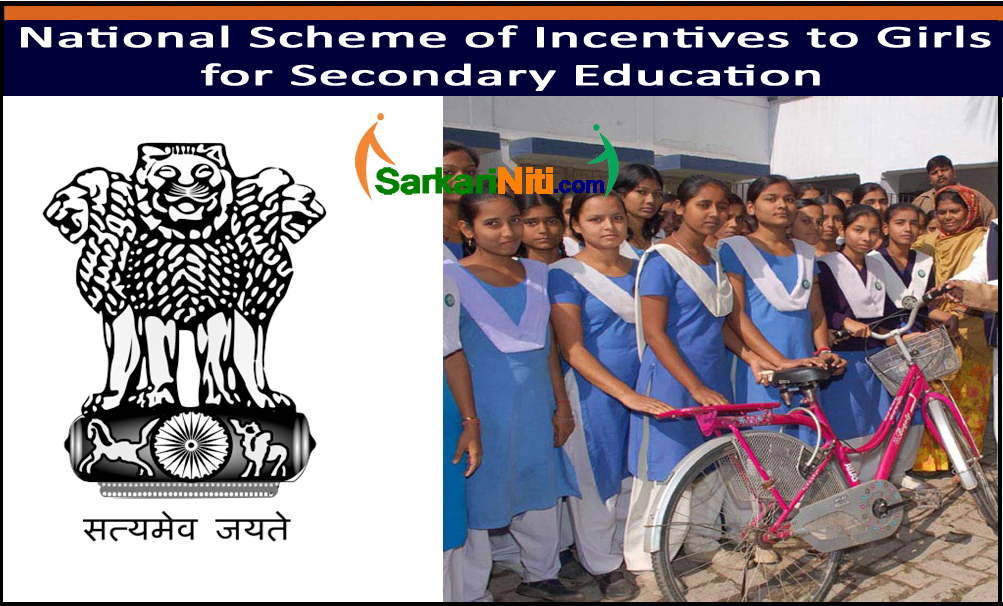 National Scheme of Incentives to Girls
for Secondary Education
SarkariNiti.com
सत्यमेव जयते